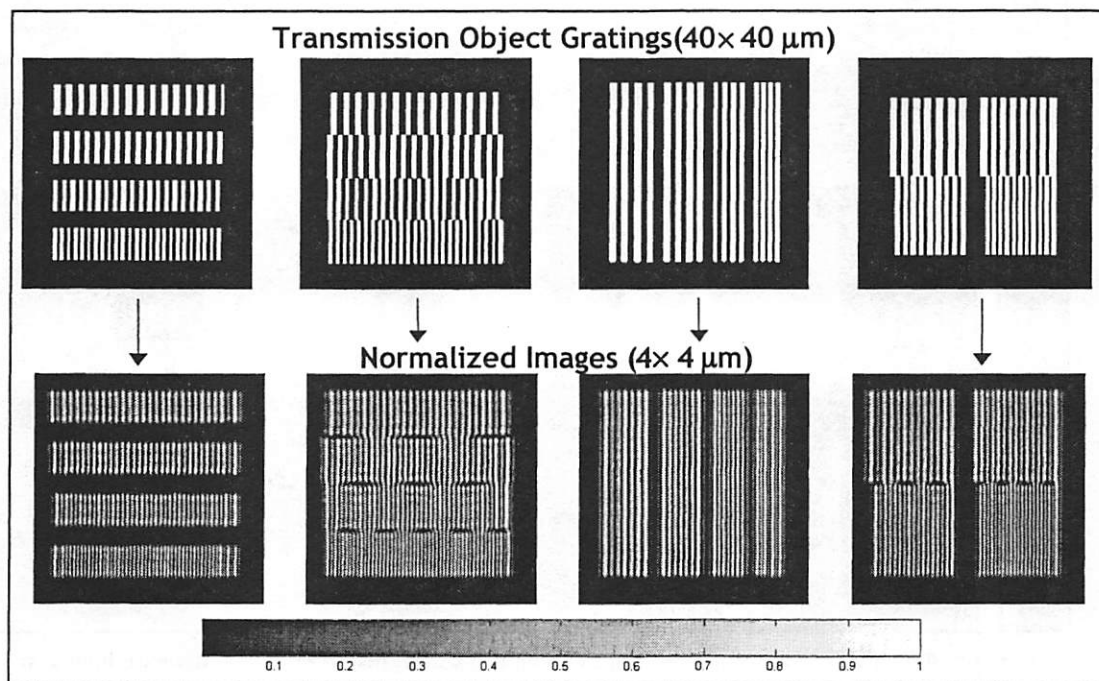 Transmission Object Gratings(40× 40 μm)
Normalized Images (4× 4 μm)
0.1 0.2 0.3 0.4 0.5 0.6 0.7 0.8 0.9 1